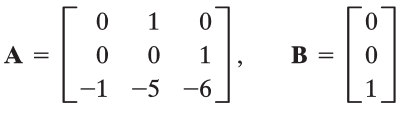 A = [ 0 1 0 ; 0 0 1 ; −1 −5 −6 ], B = [ 0 ; 0 ; 1 ]